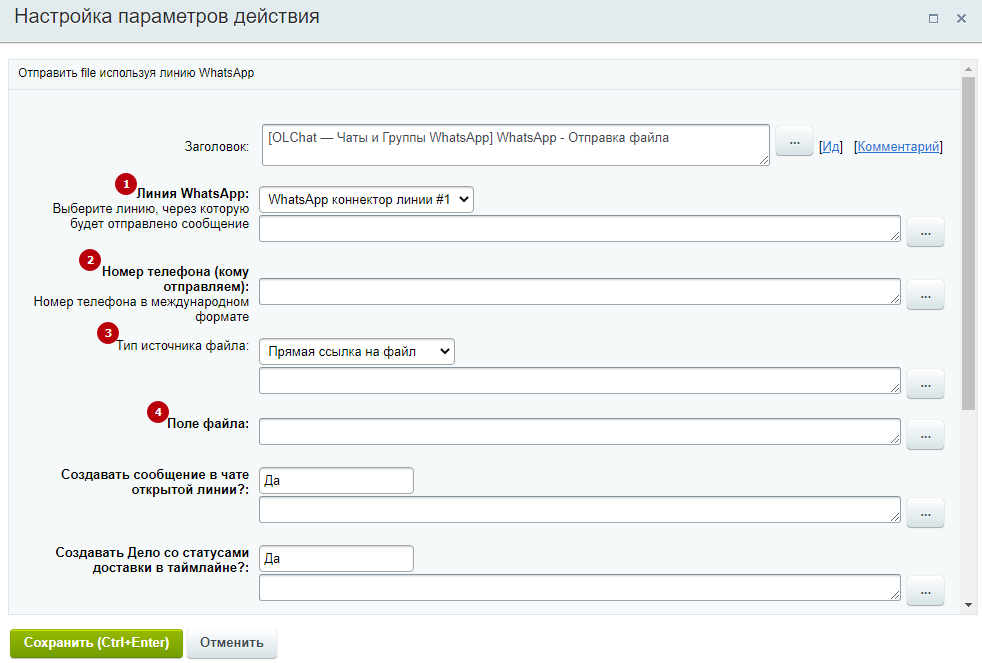 Настройка параметров действия
Отправить file используя линию WhatsApp
Заголовок:
[OLChat — Чаты и Группы WhatsApp] WhatsApp - Отправка файла
...
[Ид] [Комментарий]
1
Линия WhatsApp:
Выберите линию, через которую
будет отправлено сообщение
WhatsApp коннектор линии #1
...
2
Номер телефона (кому
отправляем):
Номер телефона в международном
формате
...
3
Тип источника файла:
Прямая ссылка на файл
...
4
Поле файла:
...
Создавать сообщение в чате
открытой линии?:
Да
...
Создавать Дело со статусами
доставки в таймлайне?:
Да
...
Сохранить (Ctrl+Enter)
Отменить